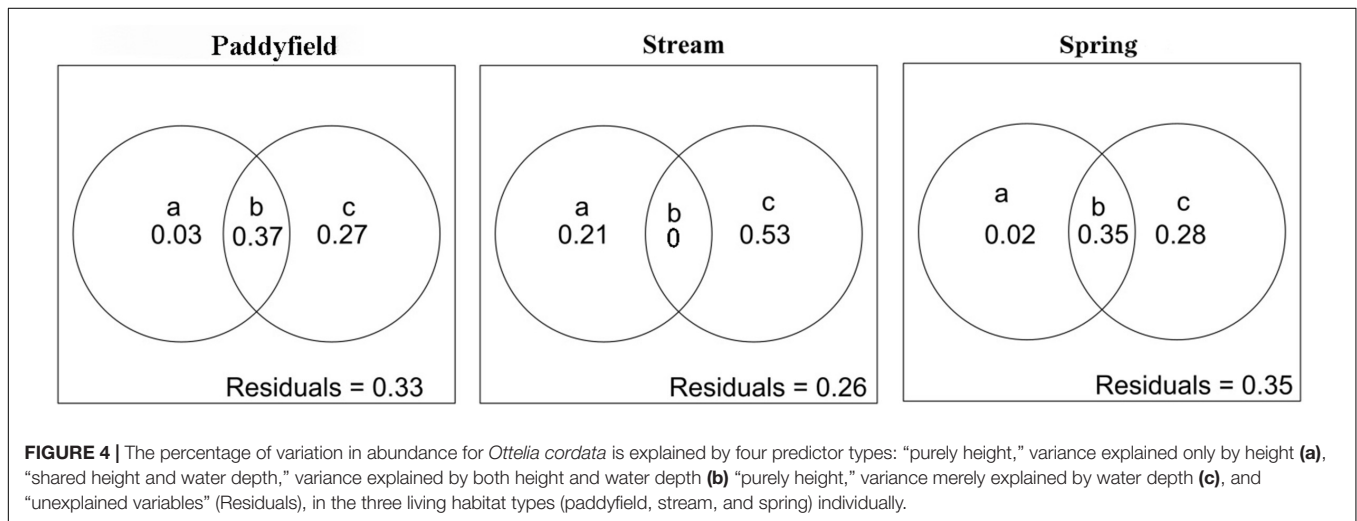 Paddyfield
a
0.03
b
0.37
c
0.27
Residuals = 0.33
Stream
a
0.21
b
0
c
0.53
Residuals = 0.26
Spring
a
0.02
b
0.35
c
0.28
Residuals = 0.35
FIGURE 4 | The percentage of variation in abundance for Ottelia cordata is explained by four predictor types: “purely height,” variance explained only by height (a),
“shared height and water depth,” variance explained by both height and water depth (b) “purely height,” variance merely explained by water depth (c), and
“unexplained variables” (Residuals), in the three living habitat types (paddyfield, stream, and spring) individually.